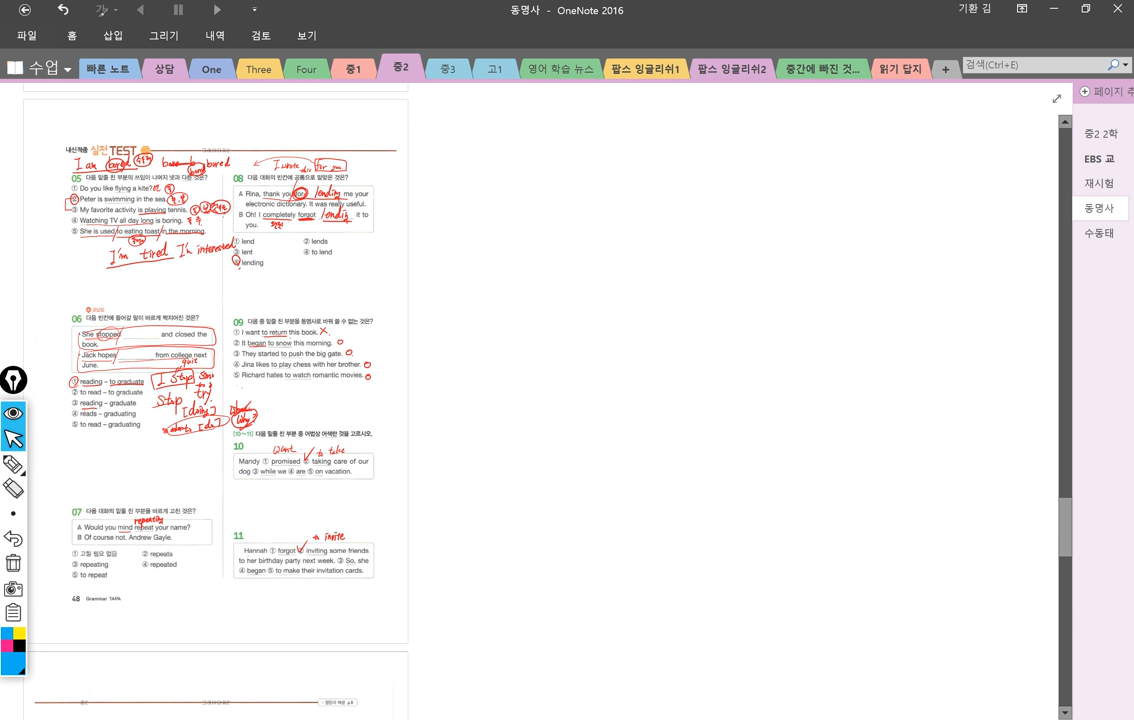 동명사 - OneNote 2016
기환 김
파일 홈 삽입 그리기 내역 검토 보기
수업 빠른 노트 상담 One Three Four 중1 중2 중3 고1 영어 학습 뉴스 팝스 잉글리쉬1 팝스 잉글리쉬2 중간에 빠진 것... 읽기 답지 + 검색(Ctrl+E)
페이지 추
중2 2학
EBS 교
재시험
동명사
수동태
내신적중 실전 TEST
I am bored bored
05 다음 밑줄 친 부분의 쓰임이 나머지 넷과 다른 것은?
① Do you like flying a kite?
② Peter is swimming in the sea.
③ My favorite activity is playing tennis.
④ Watching TV all day long is boring.
⑤ She is used to eating toast in the morning.
I'm tired I'm interested
고난도
06 다음 빈칸에 들어갈 말이 바르게 짝지어진 것은?
· She stopped ________ and closed the
book.
· Jack hopes ________ from college next
June.
quit
① reading – to graduate
② to read – to graduate
③ reading – graduate
④ reads – graduating
⑤ to read – graduating
I stop
stop try
[doing]
07 다음 대화의 밑줄 친 부분을 바르게 고친 것은?
repeating
A Would you mind repeat your name?
B Of course not. Andrew Gayle.
① 고칠 필요 없음 ② repeats
③ repeating ④ repeated
⑤ to repeat
48 Grammar TAPA
I wrote for you
08 다음 대화의 빈칸에 공통으로 알맞은 것은?
A Rina, thank you for lending me your
electronic dictionary. It was really useful.
B Oh! I completely forgot lending it to
you.
① lend ② lends
③ lent ④ to lend
⑤ lending
09 다음 중 밑줄 친 부분을 동명사로 바꿔 쓸 수 없는 것은?
① I want to return this book. X
② It began to snow this morning. O
③ They started to push the big gate. O
④ Jina likes to play chess with her brother. O
⑤ Richard hates to watch romantic movies. O
[10~11] 다음 밑줄 친 부분 중 어법상 어색한 것을 고르시오.
10
want to take
Mandy ① promised ② taking care of our
dog ③ while we ④ are ⑤ on vacation.
11
to invite
Hannah ① forgot ② inviting some friends
to her birthday party next week. ③ So, she
④ began ⑤ to make their invitation cards.